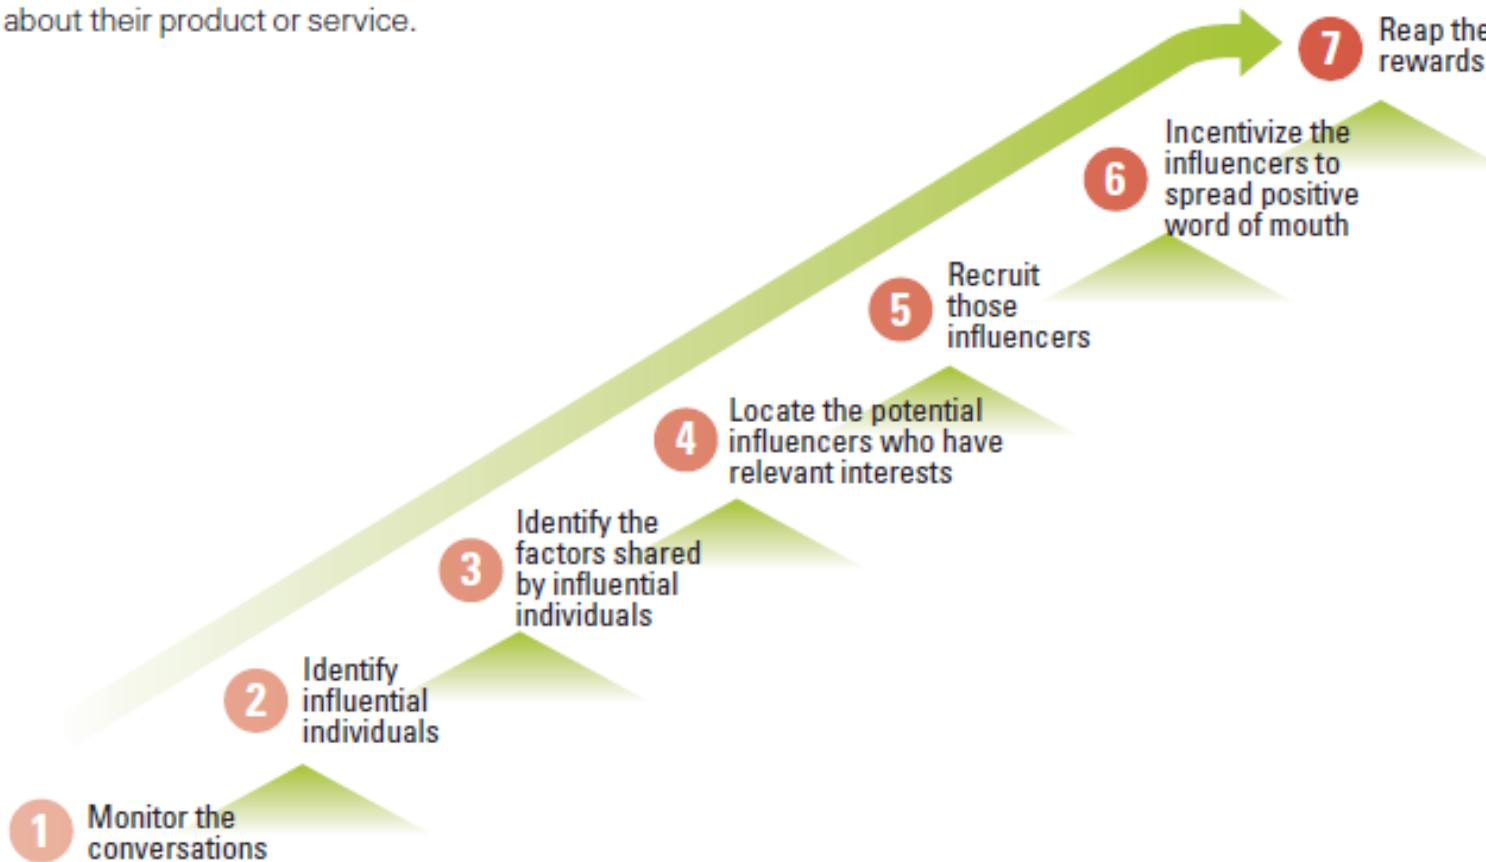 about their product or service.
7
Reap the
rewards
6
Incentivize the
influencers to
spread positive
word of mouth
5
Recruit
those
influencers
4
Locate the potential
influencers who have
relevant interests
3
Identify the
factors shared
by influential
individuals
2
Identify
influential
individuals
1
Monitor the
conversations